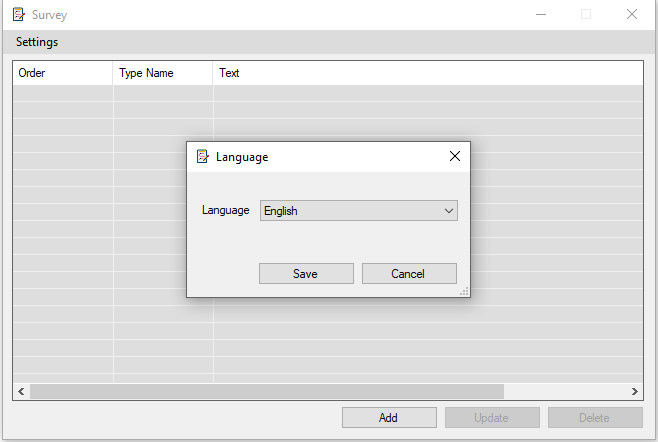 Survey
Settings
Order Type Name Text
Language
Language English
Save Cancel
Add Update Delete